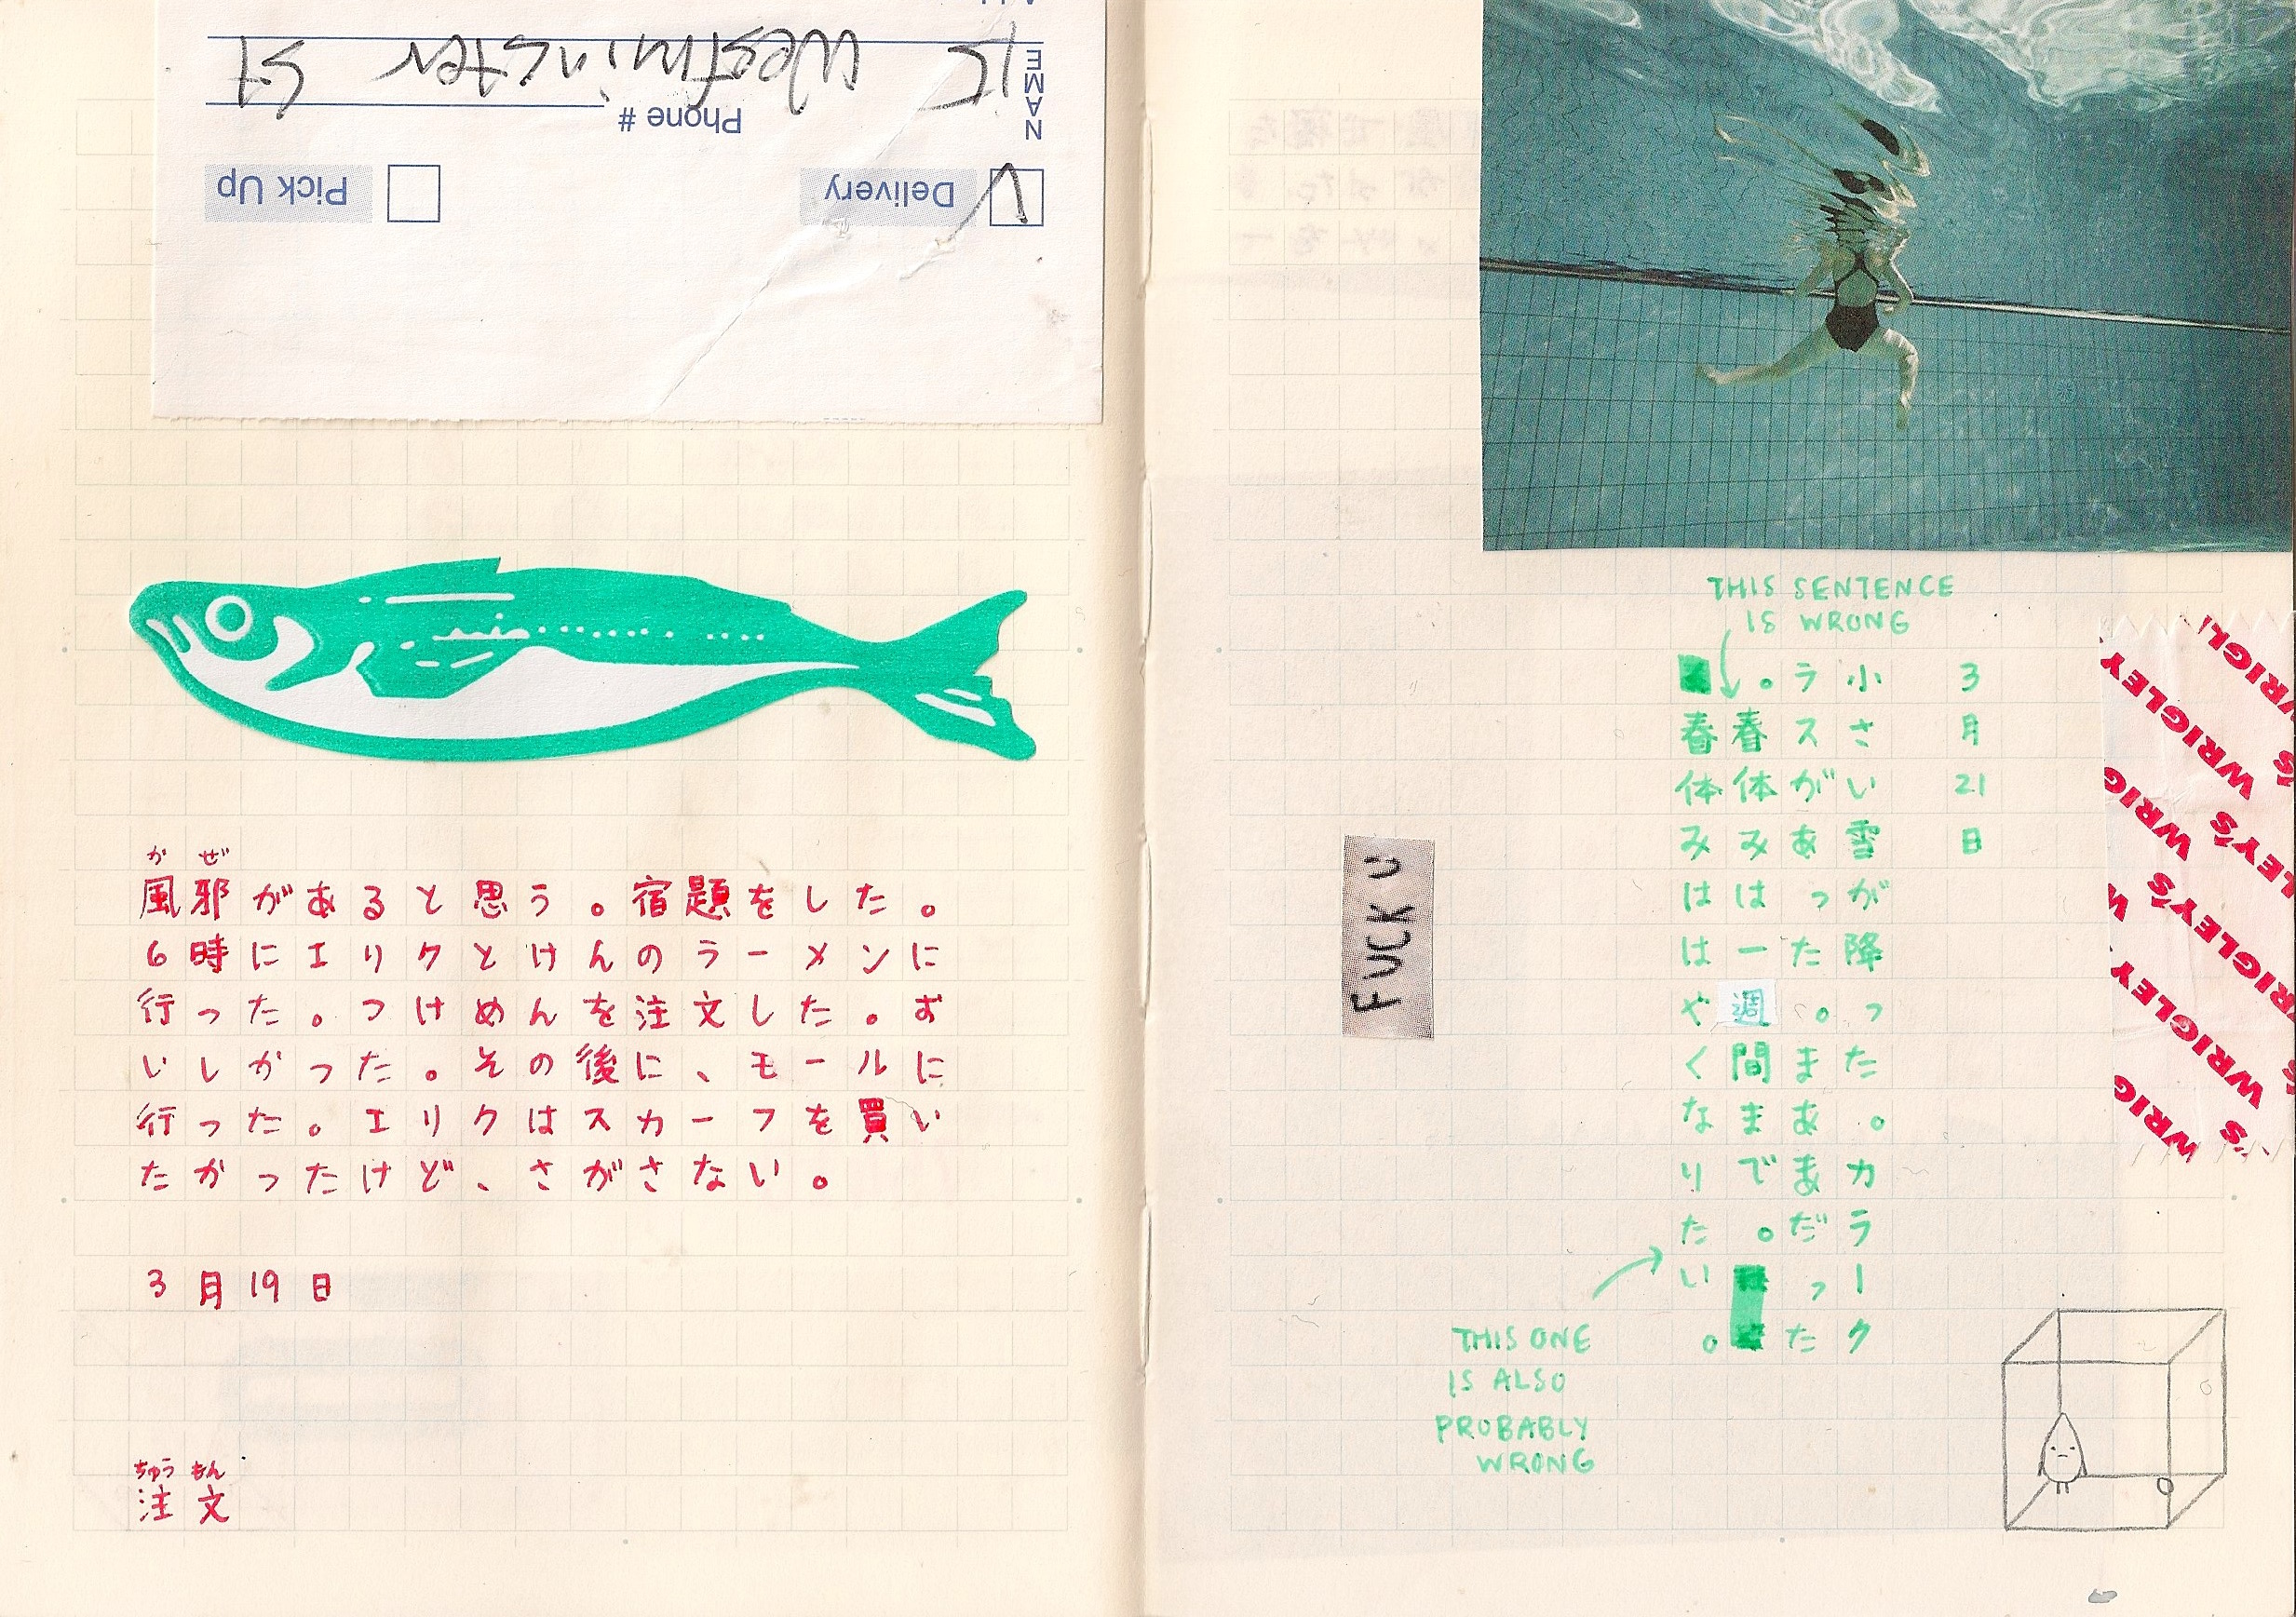 15 Westminster St
NAME
Phone #
Delivery
Pick Up
かぜ
風邪があると思う。宿題をした。
6時にエリクとけんのラーメンに
行った。つけめんを注文した。お
いしかった。その後に、モールに
行った。エリクはスカーフを買い
たかったけど、さがさない。
3月19日
ちゅうもん
注文
THIS SENTENCE
IS WRONG
3月21日
小さい雪が降った。カラーク
ラスがあった。まあまあだった
。春体みは一週間まで。
春体みははやくなりたい。
THIS ONE
IS ALSO
PROBABLY
WRONG
FUCK U
WRIGLEY'S WRIGLEY'S WRIGLEY'S